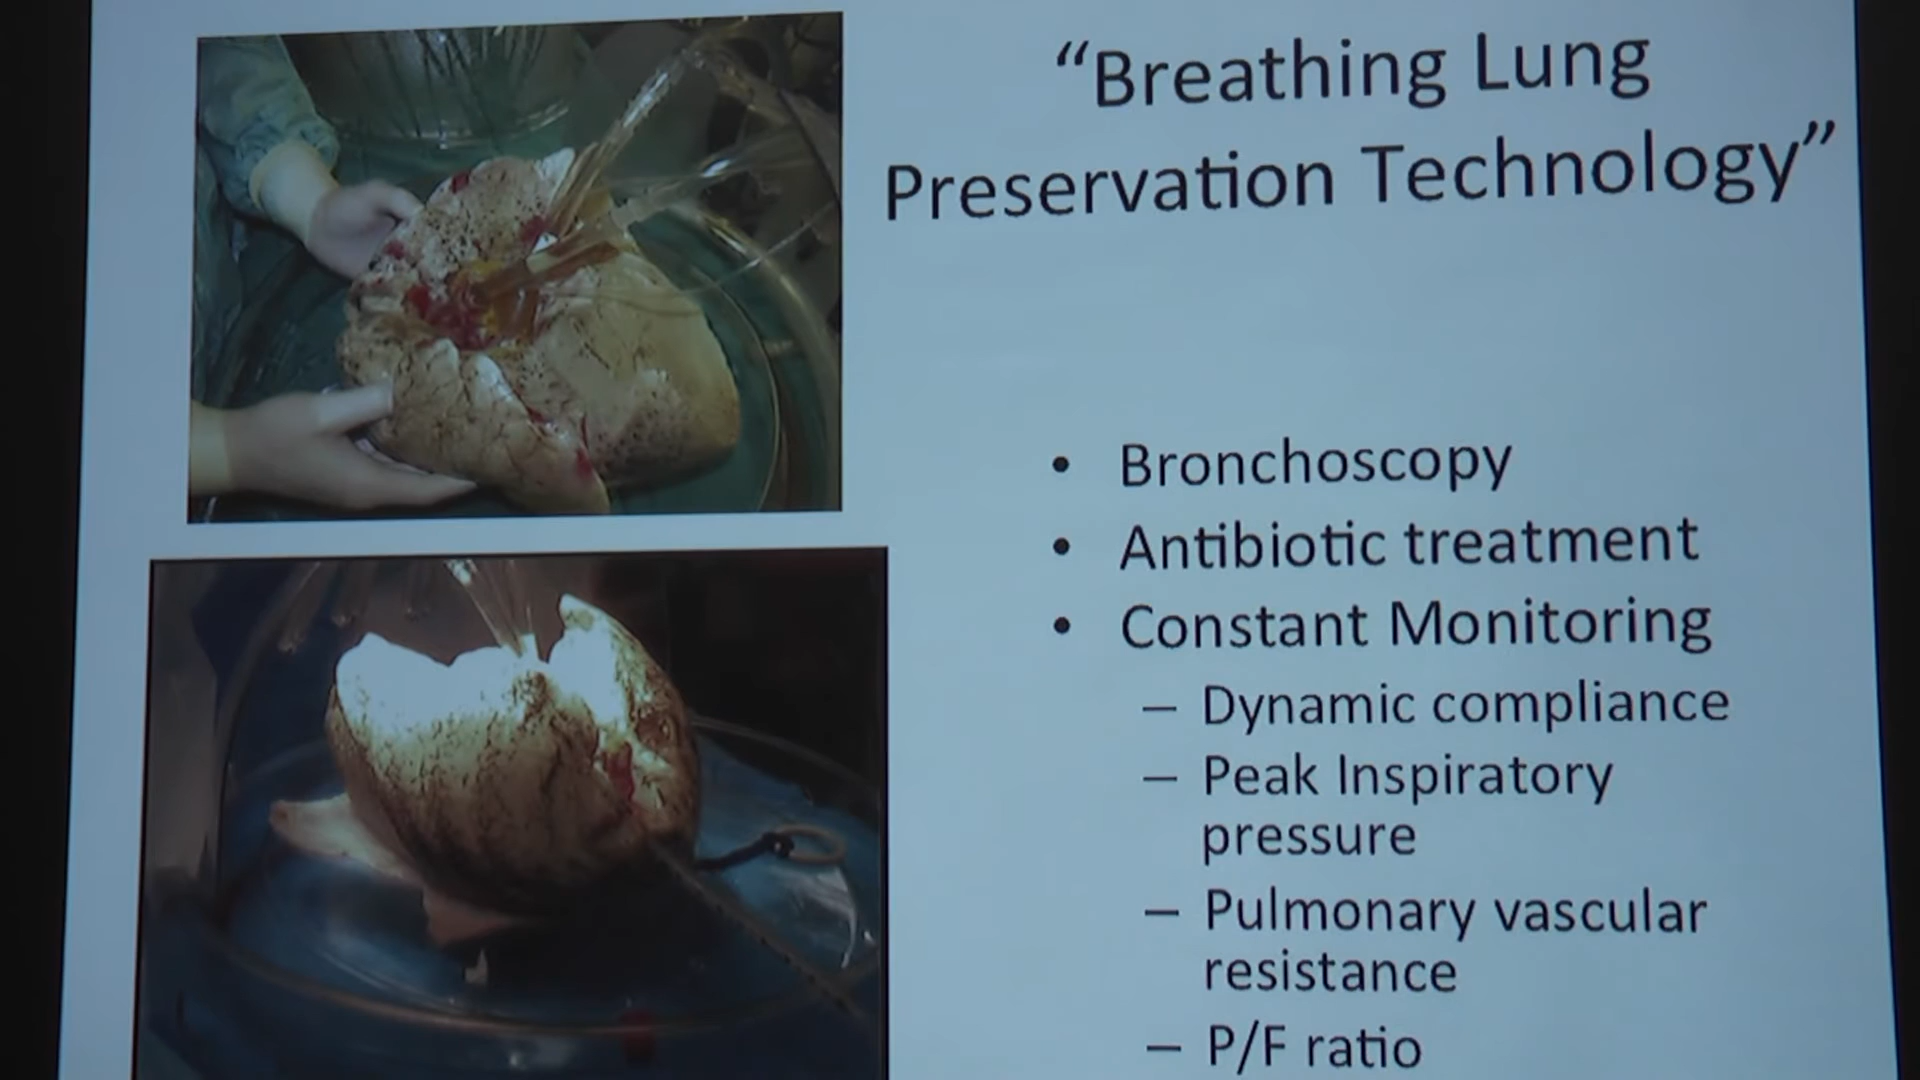 “Breathing Lung
Preservation Technology”
• Bronchoscopy
• Antibiotic treatment
• Constant Monitoring
– Dynamic compliance
– Peak Inspiratory
pressure
– Pulmonary vascular
resistance
– P/F ratio